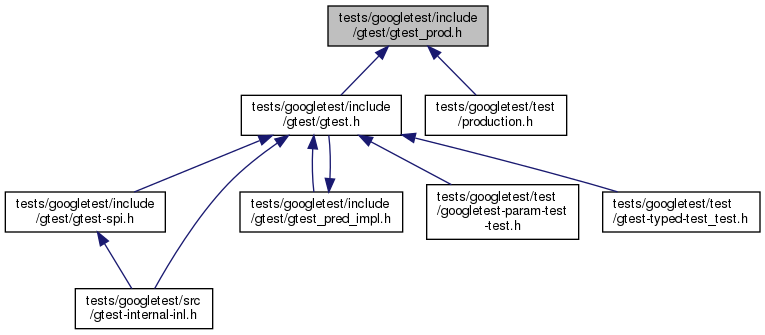 tests/googletest/include
/gtest/gtest_prod.h
tests/googletest/include
/gtest/gtest.h
tests/googletest/test
/production.h
tests/googletest/include
/gtest/gtest-spi.h
tests/googletest/include
/gtest/gtest_pred_impl.h
tests/googletest/test
/googletest-param-test
-test.h
tests/googletest/test
/gtest-typed-test_test.h
tests/googletest/src
/gtest-internal-inl.h